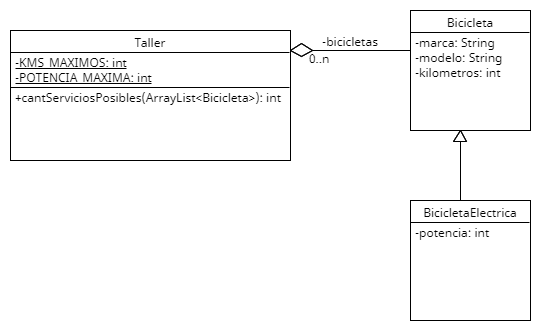 Taller
-KMS_MAXIMOS: int
-POTENCIA_MAXIMA: int
+cantServiciosPosibles(ArrayList<Bicicleta>): int
-bicicletas
0..n
Bicicleta
-marca: String
-modelo: String
-kilometros: int
BicicletaElectrica
-potencia: int